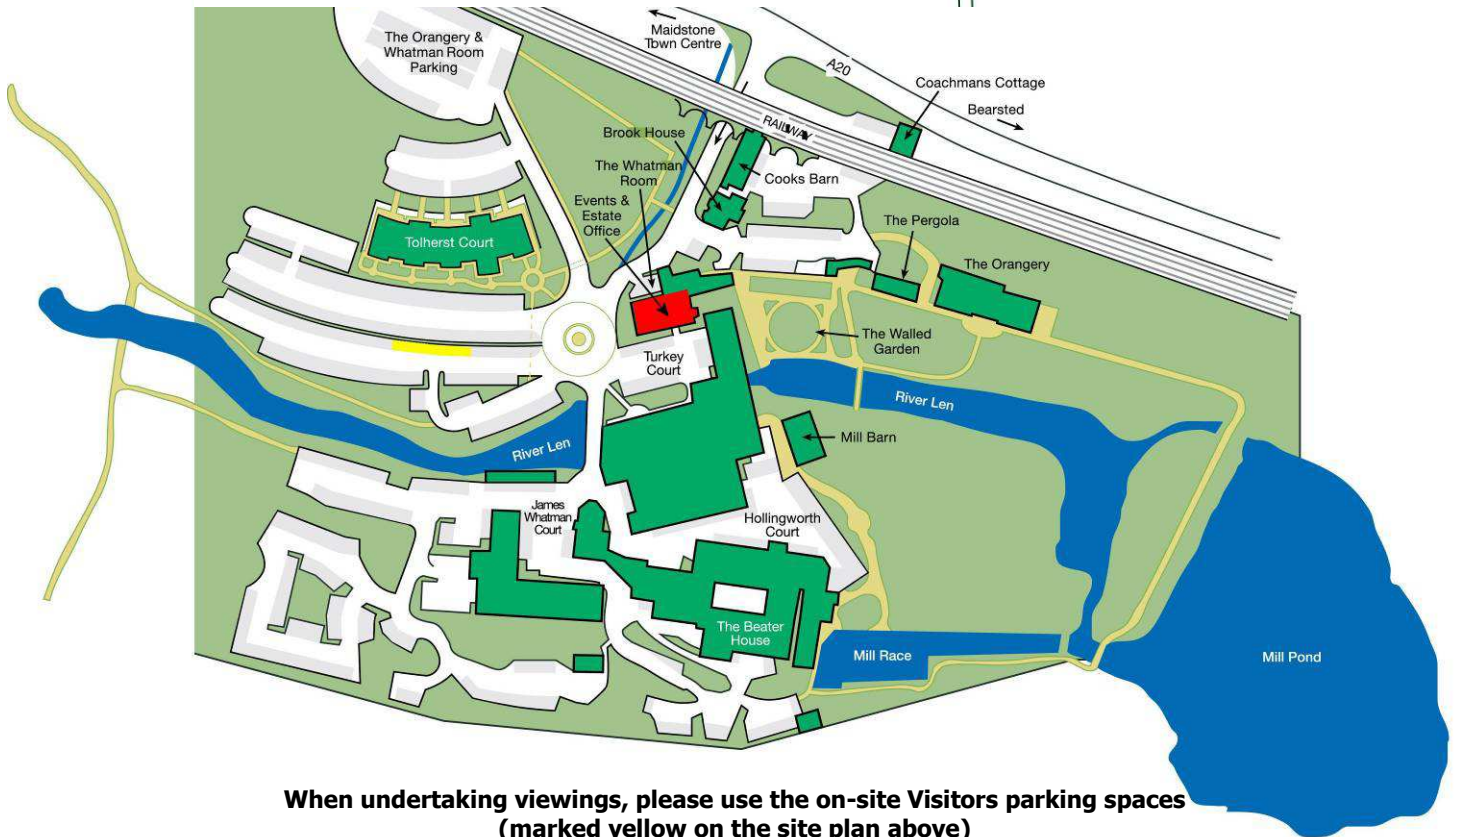 The Orangery &
Whatman Room
Parking
Maidstone
Town Centre
A20
Coachmans Cottage
Bearsted
RAILWAY
Brook House
The Whatman
Room
Cooks Barn
Events &
Estate
Office
The Pergola
Tolherst Court
The Orangery
The Walled
Garden
Turkey
Court
River Len
Mill Barn
River Len
James
Whatman
Court
Hollingworth
Court
The Beater
House
Mill Race
Mill Pond
When undertaking viewings, please use the on-site Visitors parking spaces
(marked yellow on the site plan above)